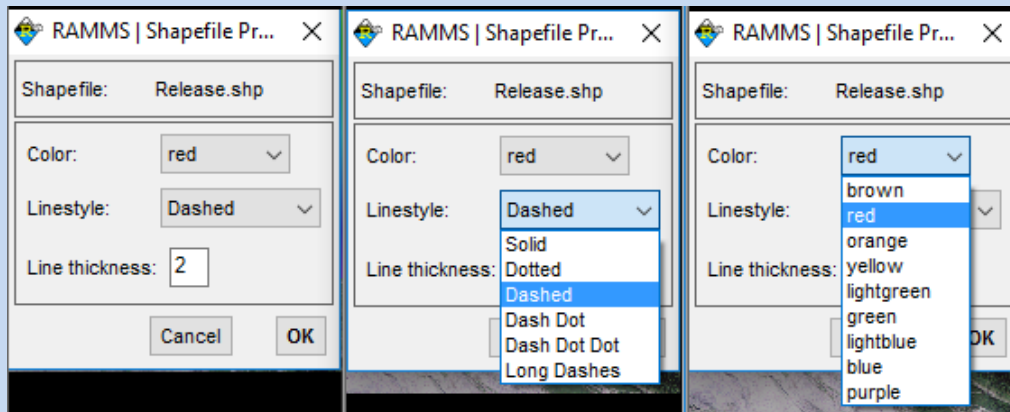 RAMMS | Shapefile Pr...
Shapefile: Release.shp
Color: red
Linestyle: Dashed
Line thickness: 2
Cancel OK
RAMMS | Shapefile Pr...
Shapefile: Release.shp
Color: red
Linestyle: Dashed
Line thickness:
Solid
Dotted
Dashed
Dash Dot
Dash Dot Dot
Long Dashes
RAMMS | Shapefile Pr...
Shapefile: Release.shp
Color: red
Linestyle:
Line thickness:
brown
red
orange
yellow
lightgreen
green
lightblue
blue
purple
OK